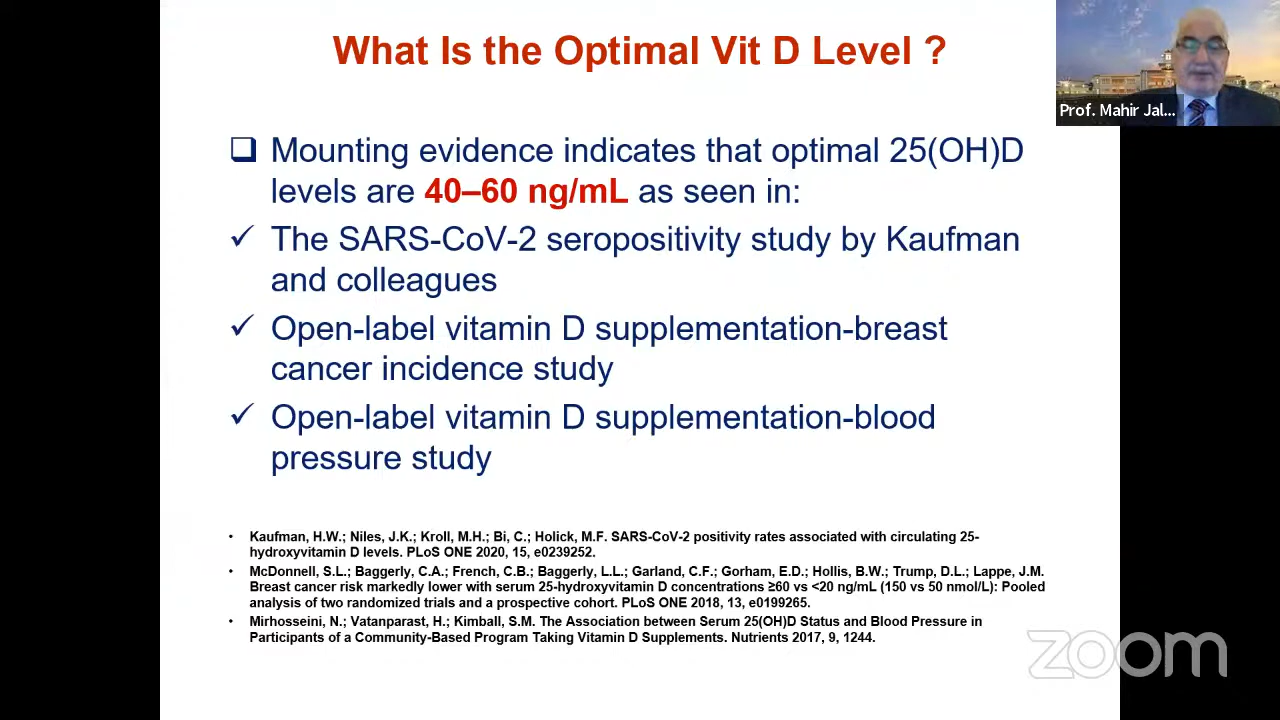 What Is the Optimal Vit D Level ?
Prof. Mahir Jal...
❑ Mounting evidence indicates that optimal 25(OH)D
levels are 40–60 ng/mL as seen in:
✓ The SARS-CoV-2 seropositivity study by Kaufman
and colleagues
✓ Open-label vitamin D supplementation-breast
cancer incidence study
✓ Open-label vitamin D supplementation-blood
pressure study
• Kaufman, H.W.; Niles, J.K.; Kroll, M.H.; Bi, C.; Holick, M.F. SARS-CoV-2 positivity rates associated with circulating 25-
hydroxyvitamin D levels. PLoS ONE 2020, 15, e0239252.
• McDonnell, S.L.; Baggerly, C.A.; French, C.B.; Baggerly, L.L.; Garland, C.F.; Gorham, E.D.; Hollis, B.W.; Trump, D.L.; Lappe, J.M.
Breast cancer risk markedly lower with serum 25-hydroxyvitamin D concentrations ≥60 vs <20 ng/mL (150 vs 50 nmol/L): Pooled
analysis of two randomized trials and a prospective cohort. PLoS ONE 2018, 13, e0199265.
• Mirhosseini, N.; Vatanparast, H.; Kimball, S.M. The Association between Serum 25(OH)D Status and Blood Pressure in
Participants of a Community-Based Program Taking Vitamin D Supplements. Nutrients 2017, 9, 1244.
zoom